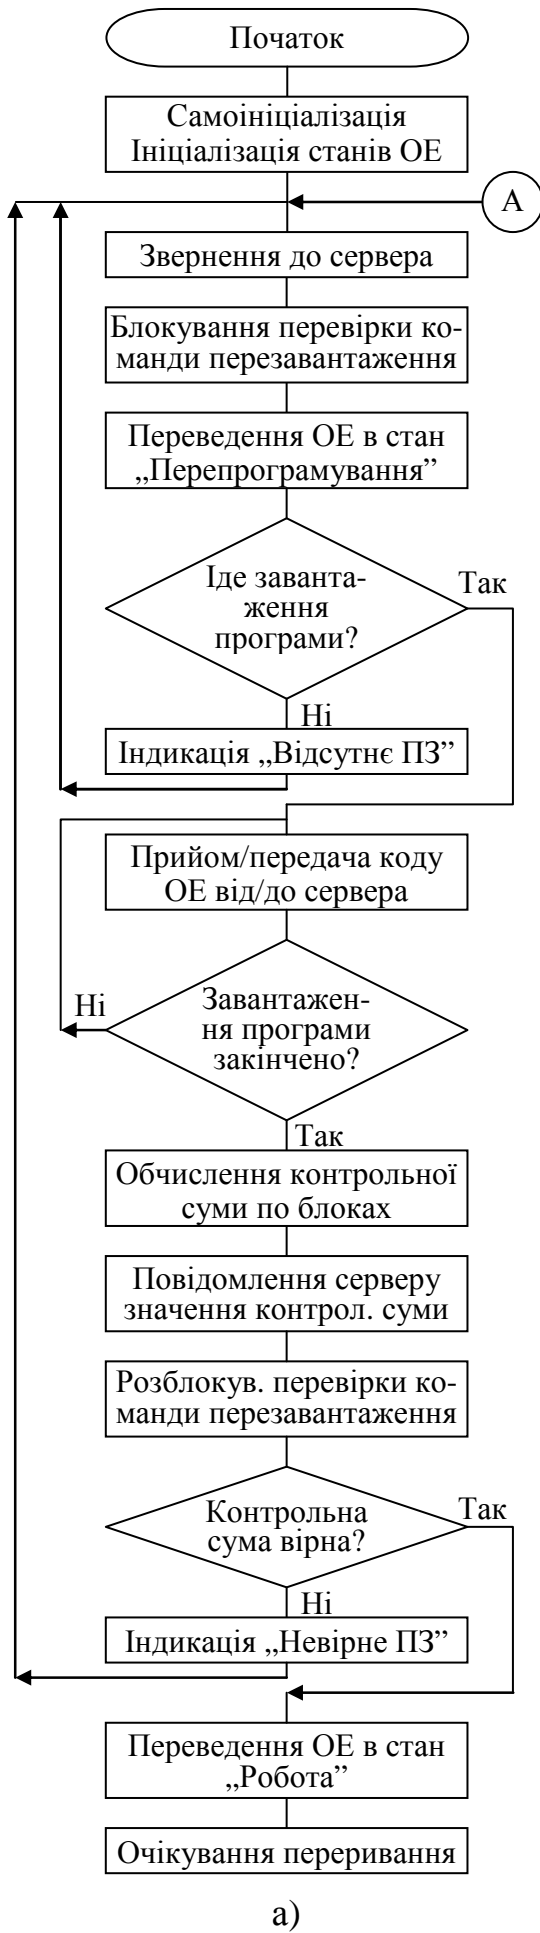 Початок
Самоініціалізація
Ініціалізація станів ОЕ
А
Звернення до сервера
Блокування перевірки ко-
манди перезавантаження
Переведення ОЕ в стан
„Перепрограмування”
Іде заванта-
ження
програми?
Так
Ні
Індикація „Відсутнє ПЗ”
Прийом/передача коду
ОЕ від/до сервера
Ні
Завантажен-
ня програми
закінчено?
Так
Обчислення контрольної
суми по блоках
Повідомлення серверу
значення контрол. суми
Розблокув. перевірки ко-
манди перезавантаження
Контрольна
сума вірна?
Так
Ні
Індикація „Невірне ПЗ”
Переведення ОЕ в стан
„Робота”
Очікування переривання
а)